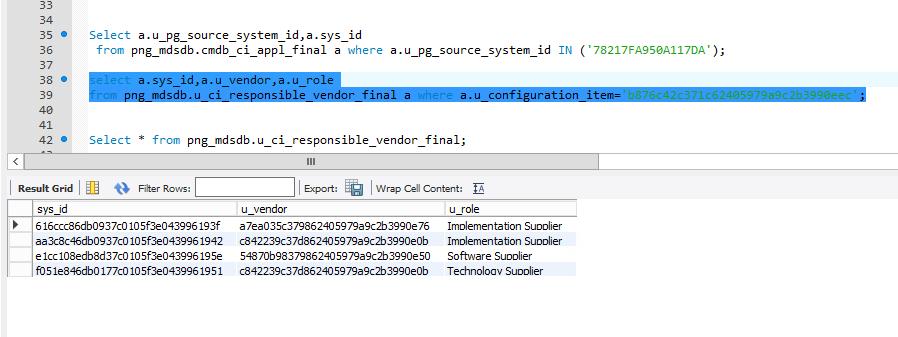 33
34
35 Select a.u_pg_source_system_id,a.sys_id
36 from png_mdsdb.cmdb_ci_appl_final a where a.u_pg_source_system_id IN ('78217FA950A117DA');
37
38 select a.sys_id,a.u_vendor,a.u_role
39 from png_mdsdb.u_ci_responsible_vendor_final a where a.u_configuration_item='b876c42c371c62405979a9c2b3990eec';
40
41
42 Select * from png_mdsdb.u_ci_responsible_vendor_final;
Result Grid Filter Rows: Export: Wrap Cell Content:
sys_id u_vendor u_role
616ccc86db0937c0105f3e043996193f a7ea035c379862405979a9c2b3990e76 Implementation Supplier
aa3c8c46db0937c0105f3e0439961942 c842239c37d862405979a9c2b3990e0b Implementation Supplier
e1cc108edb8d37c0105f3e043996195e 54870b98379862405979a9c2b3990e50 Software Supplier
f051e846db0177c0105f3e0439961951 c842239c37d862405979a9c2b3990e0b Technology Supplier